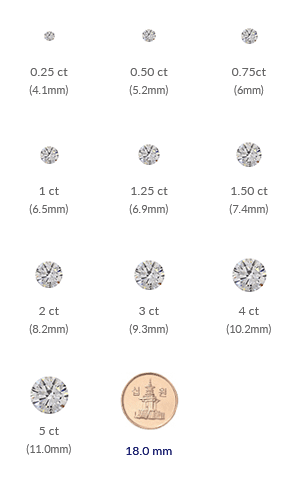 0.25 ct
(4.1mm)
0.50 ct
(5.2mm)
0.75ct
(6mm)
1 ct
(6.5mm)
1.25 ct
(6.9mm)
1.50 ct
(7.4mm)
2 ct
(8.2mm)
3 ct
(9.3mm)
4 ct
(10.2mm)
5 ct
(11.0mm)
십 원
18.0 mm